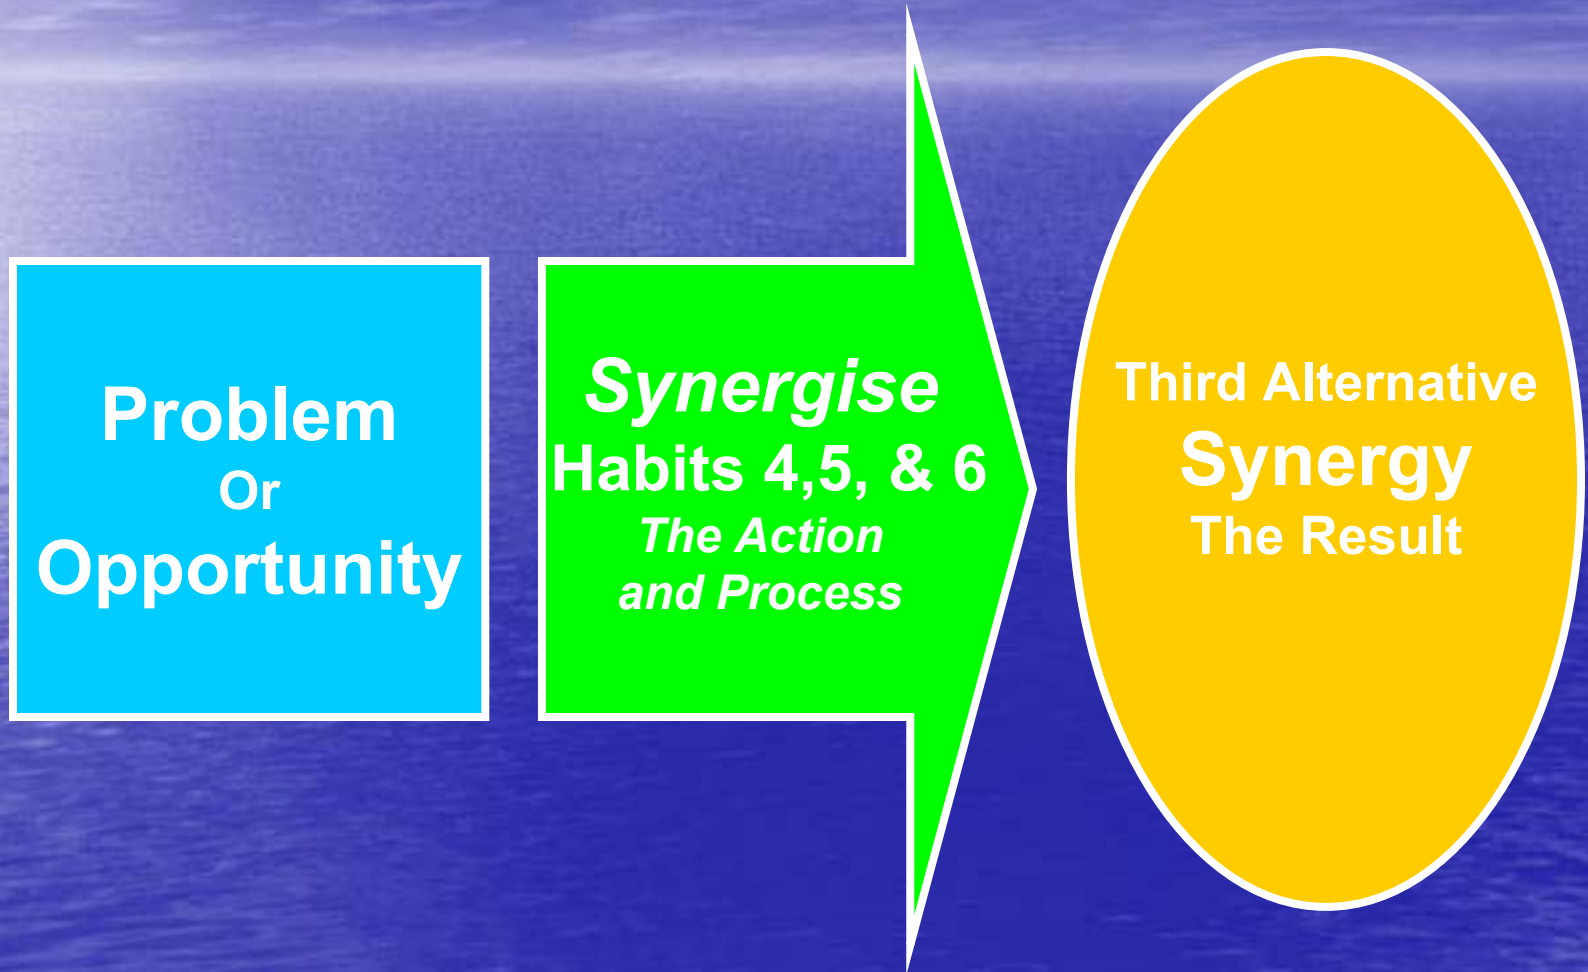 Problem
Or
Opportunity
Synergise
Habits 4,5, & 6
The Action
and Process
Third Alternative
Synergy
The Result